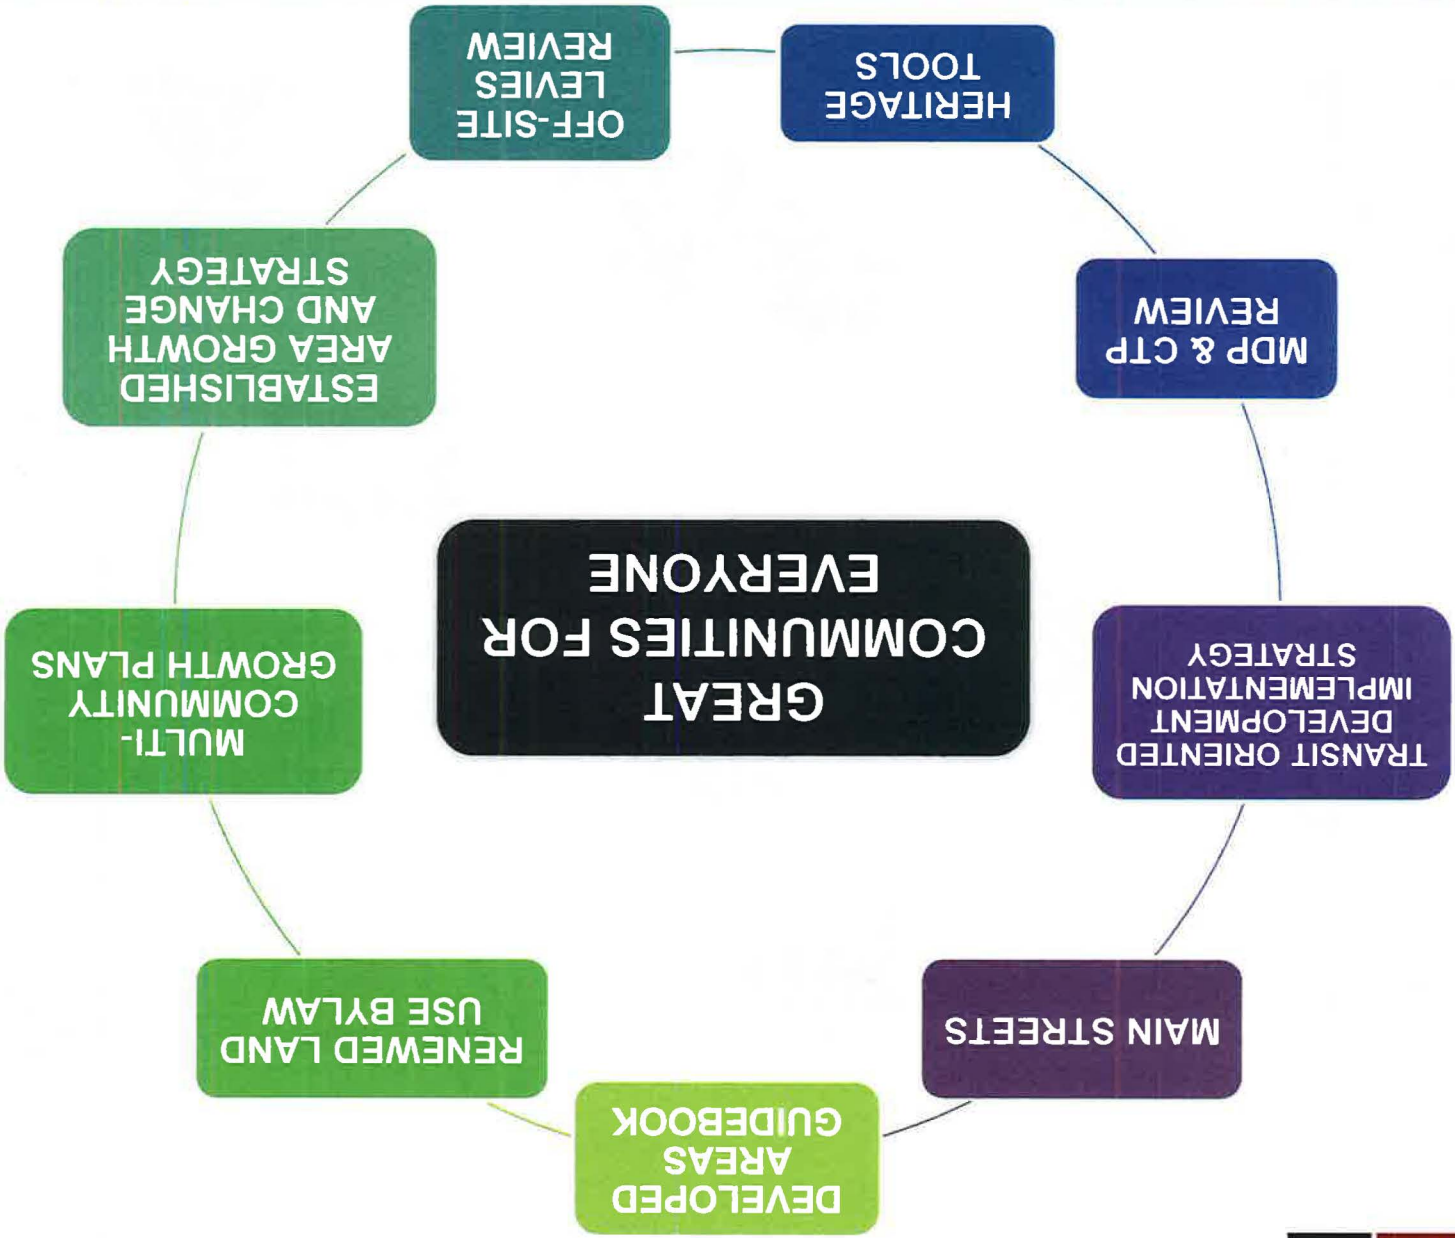 DEVELOPED
AREAS
GUIDEBOOK
RENEWED LAND
USE BYLAW
MULTI-
COMMUNITY
GROWTH PLANS
ESTABLISHED
AREA GROWTH
AND CHANGE
STRATEGY
OFF-SITE
LEVIES
REVIEW
HERITAGE
TOOLS
MDP & CTP
REVIEW
TRANSIT ORIENTED
DEVELOPMENT
IMPLEMENTATION
STRATEGY
MAIN STREETS
GREAT
COMMUNITIES FOR
EVERYONE